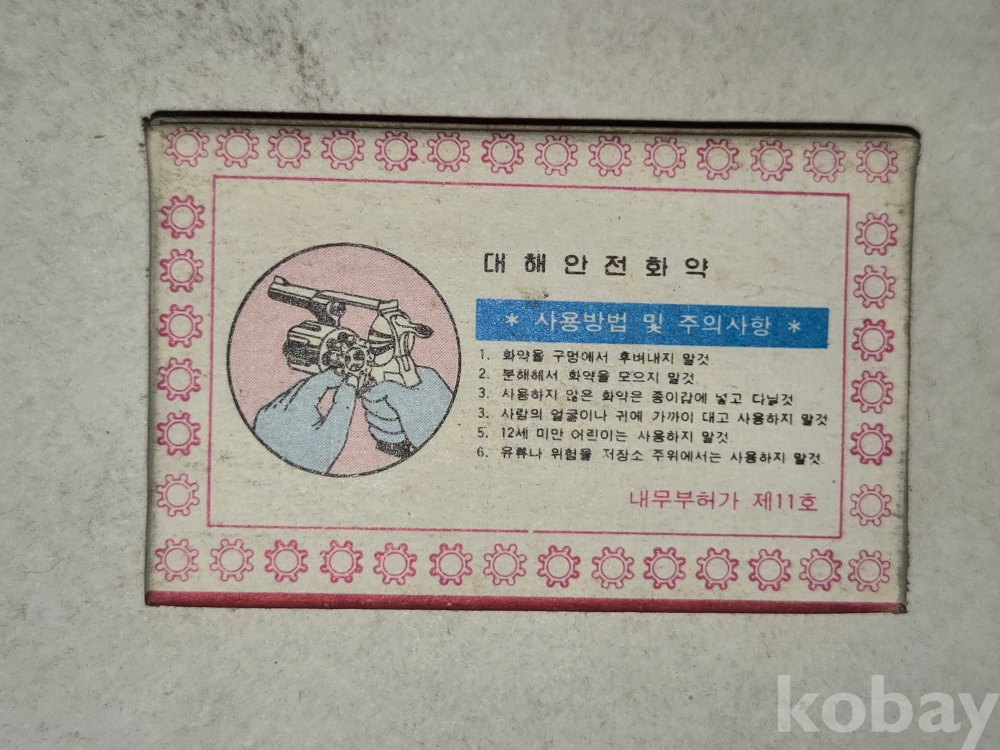 대해안전화약
* 사용방법 및 주의사항 *
1. 화약을 구멍에서 후벼내지 말것
2. 분해해서 화약을 모으지 말것.
3. 사용하지 않은 화약은 종이갑에 넣고 다닐것
3. 사람의 얼굴이나 귀에 가까이 대고 사용하지 말것
5. 12세 미만 어린이는 사용하지 말것.
6. 유류나 위험물 저장소 주위에서는 사용하지 말것.
내무부허가 제11호
kobay